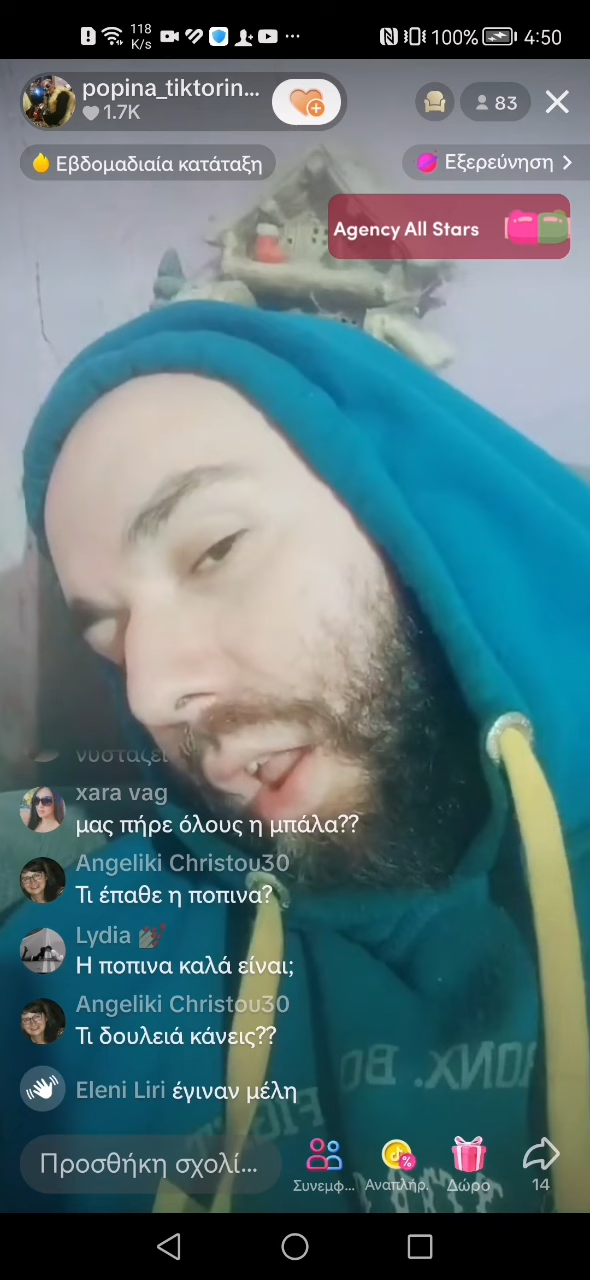 118
K/s
100%
4:50
popina_tiktorin...
1.7K
83
Εβδομαδιαία κατάταξη
Εξερεύνηση
Agency All Stars
νυστάζει
xara vag
μας πήρε όλους η μπάλα??
Angeliki Christou30
Τι έπαθε η ποπινα?
Lydia
Η ποπινα καλά είναι;
Angeliki Christou30
Τι δουλειά κάνεις??
Eleni Liri έγιναν μέλη
Προσθήκη σχολί...
Συνεμφ...
Αναπλήρ.
Δώρο
14